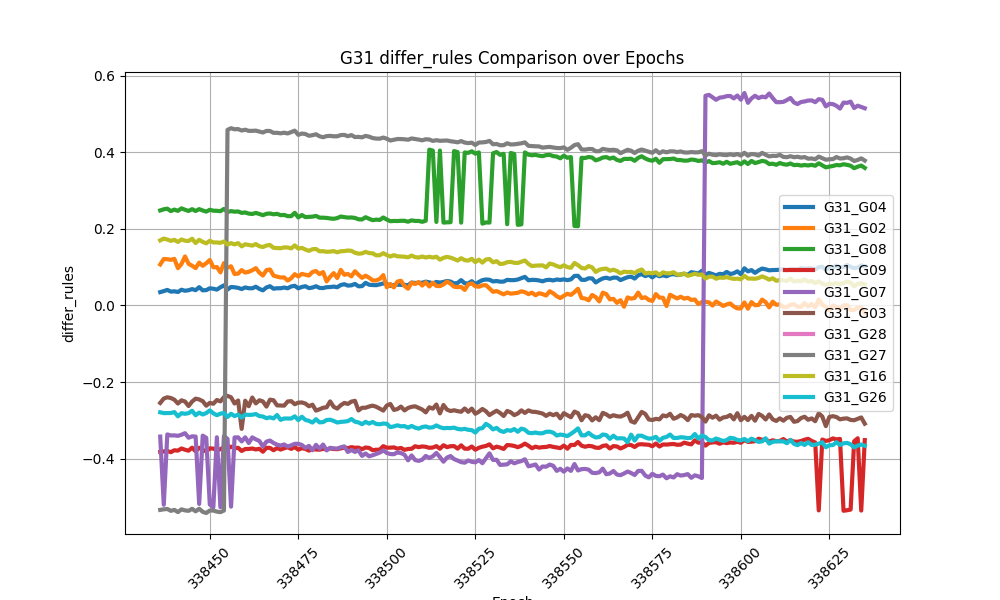 G31 differ_rules Comparison over Epochs
differ_rules
0.6
0.4
0.2
0.0
−0.2
−0.4
338450
338475
338500
338525
338550
338575
338600
338625
Epoch
G31_G04
G31_G02
G31_G08
G31_G09
G31_G07
G31_G03
G31_G28
G31_G27
G31_G16
G31_G26